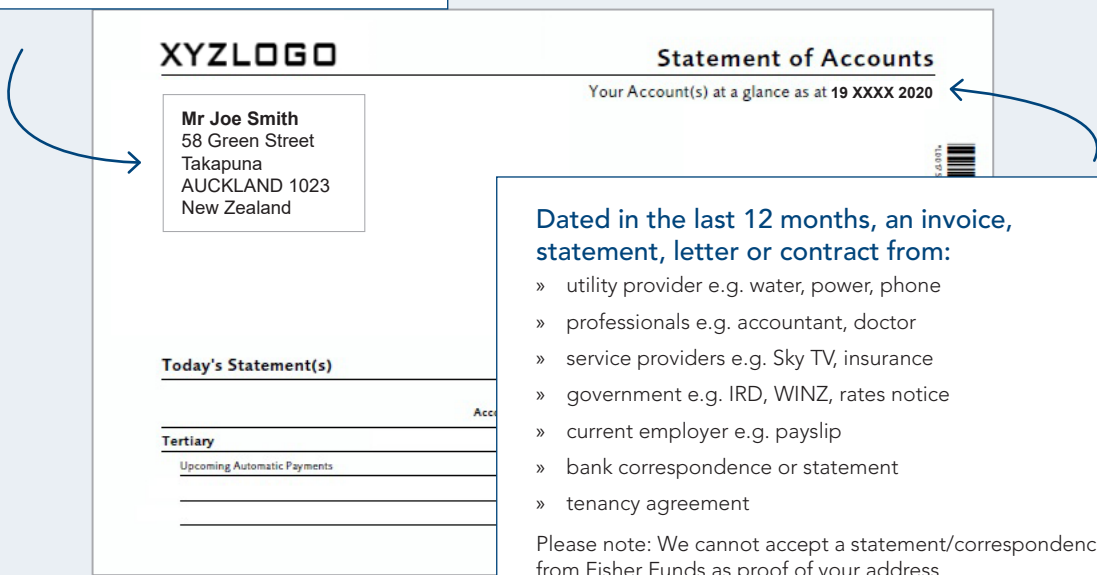 XYZLOGO
Statement of Accounts
Your Account(s) at a glance as at 19 XXXX 2020
Mr Joe Smith
58 Green Street
Takapuna
AUCKLAND 1023
New Zealand
Dated in the last 12 months, an invoice,
statement, letter or contract from:
» utility provider e.g. water, power, phone
» professionals e.g. accountant, doctor
» service providers e.g. Sky TV, insurance
» government e.g. IRD, WINZ, rates notice
» current employer e.g. payslip
» bank correspondence or statement
» tenancy agreement
Please note: We cannot accept a statement/correspondenc
from Fisher Funds as proof of your address
Today's Statement(s)
Acc
Tertiary
Upcoming Automatic Payments